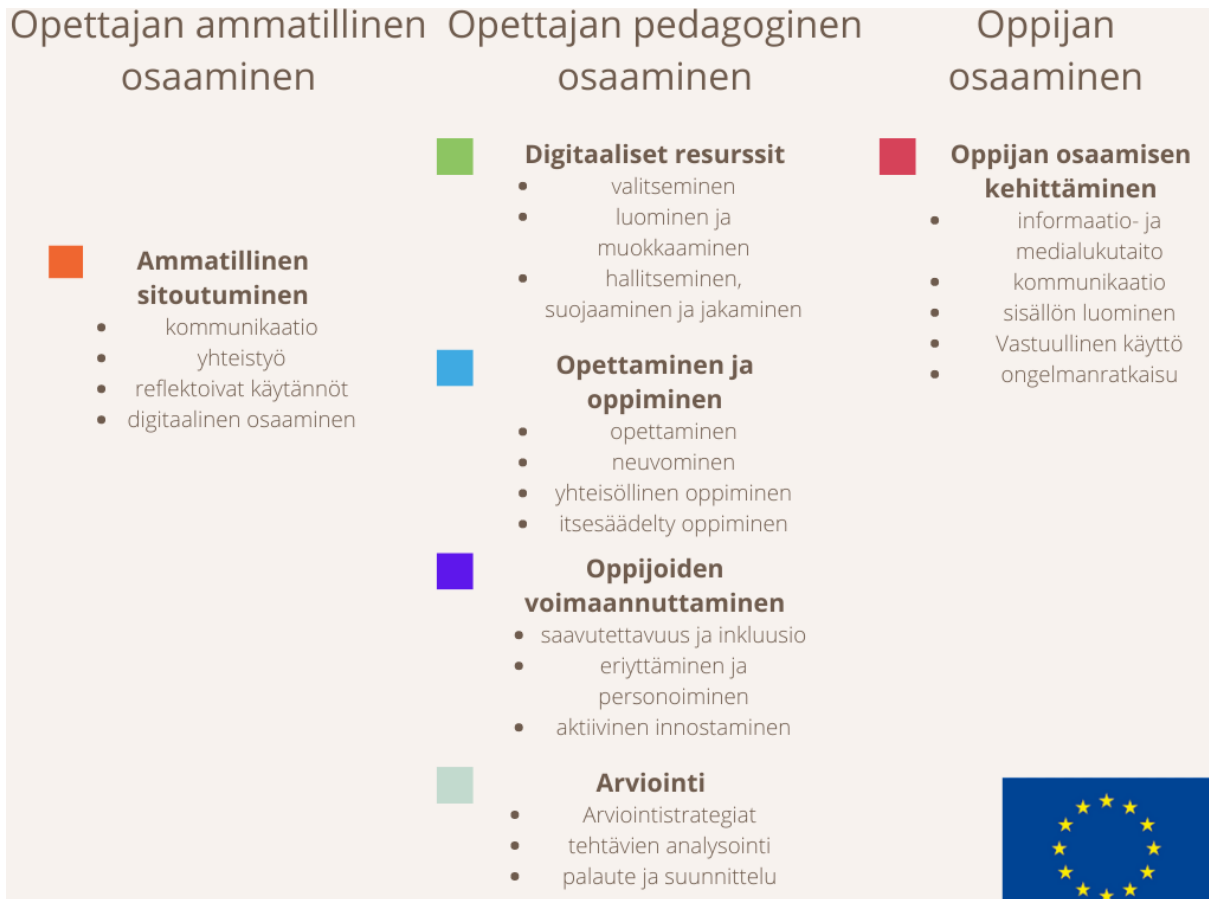 Opettajan ammatillinen
osaaminen
Ammatillinen
sitoutuminen
• kommunikaatio
• yhteistyö
• reflektoivat käytännöt
• digitaalinen osaaminen
Opettajan pedagoginen
osaaminen
Digitaaliset resurssit
• valitseminen
• luominen ja
muokkaaminen
• hallitseminen,
suojaaminen ja jakaminen
Opettaminen ja
oppiminen
• opettaminen
• neuvominen
• yhteisöllinen oppiminen
• itsesäädelty oppiminen
Oppijoiden
voimaannuttaminen
• saavutettavuus ja inkluusio
• eriyttäminen ja
personoiminen
• aktiivinen innostaminen
Arviointi
• Arviointistrategiat
• tehtävien analysointi
• palaute ja suunnittelu
Oppijan
osaaminen
Oppijan osaamisen
kehittäminen
• informaatio- ja
medialukutaito
• kommunikaatio
• sisällön luominen
• Vastuullinen käyttö
• ongelmanratkaisu